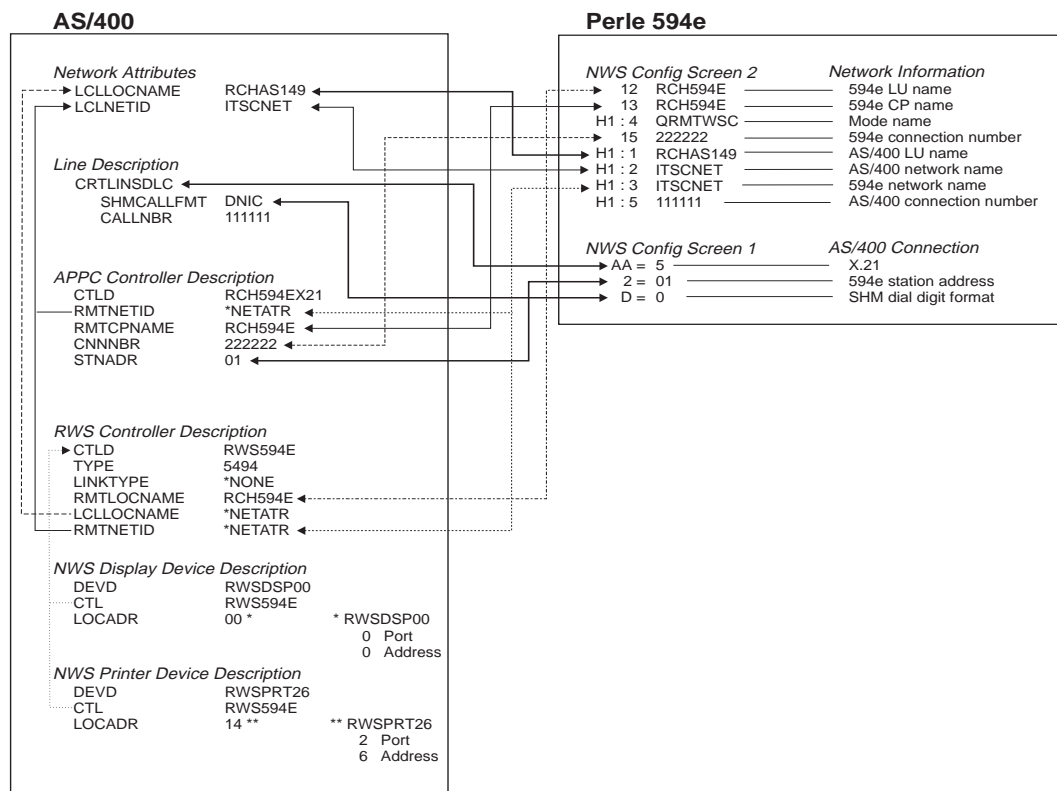 AS/400
Network Attributes
LCLLOCNAME RCHAS149
LCLNETID ITSCNET
Line Description
CRTLINSDLC
SHMCALLFMT DNIC
CALLNBR 111111
APPC Controller Description
CTLD RCH594EX21
RMTNETID *NETATR
RMTCPNAME RCH594E
CNNNBR 222222
STNADR 01
RWS Controller Description
CTLD RWS594E
TYPE 5494
LINKTYPE *NONE
RMTLOCNAME RCH594E
LCLLOCNAME *NETATR
RMTNETID *NETATR
NWS Display Device Description
DEVD RWSDSP00
CTL RWS594E
LOCADR 00 * * RWSDSP00
0 Port
0 Address
NWS Printer Device Description
DEVD RWSPRT26
CTL RWS594E
LOCADR 14 ** ** RWSPRT26
2 Port
6 Address
Perle 594e
NWS Config Screen 2 Network Information
12 RCH594E 594e LU name
13 RCH594E 594e CP name
H1 : 4 QRMTWSC Mode name
15 222222 594e connection number
H1 : 1 RCHAS149 AS/400 LU name
H1 : 2 ITSCNET AS/400 network name
H1 : 3 ITSCNET 594e network name
H1 : 5 111111 AS/400 connection number
NWS Config Screen 1 AS/400 Connection
AA = 5 X.21
2 = 01 594e station address
D = 0 SHM dial digit format